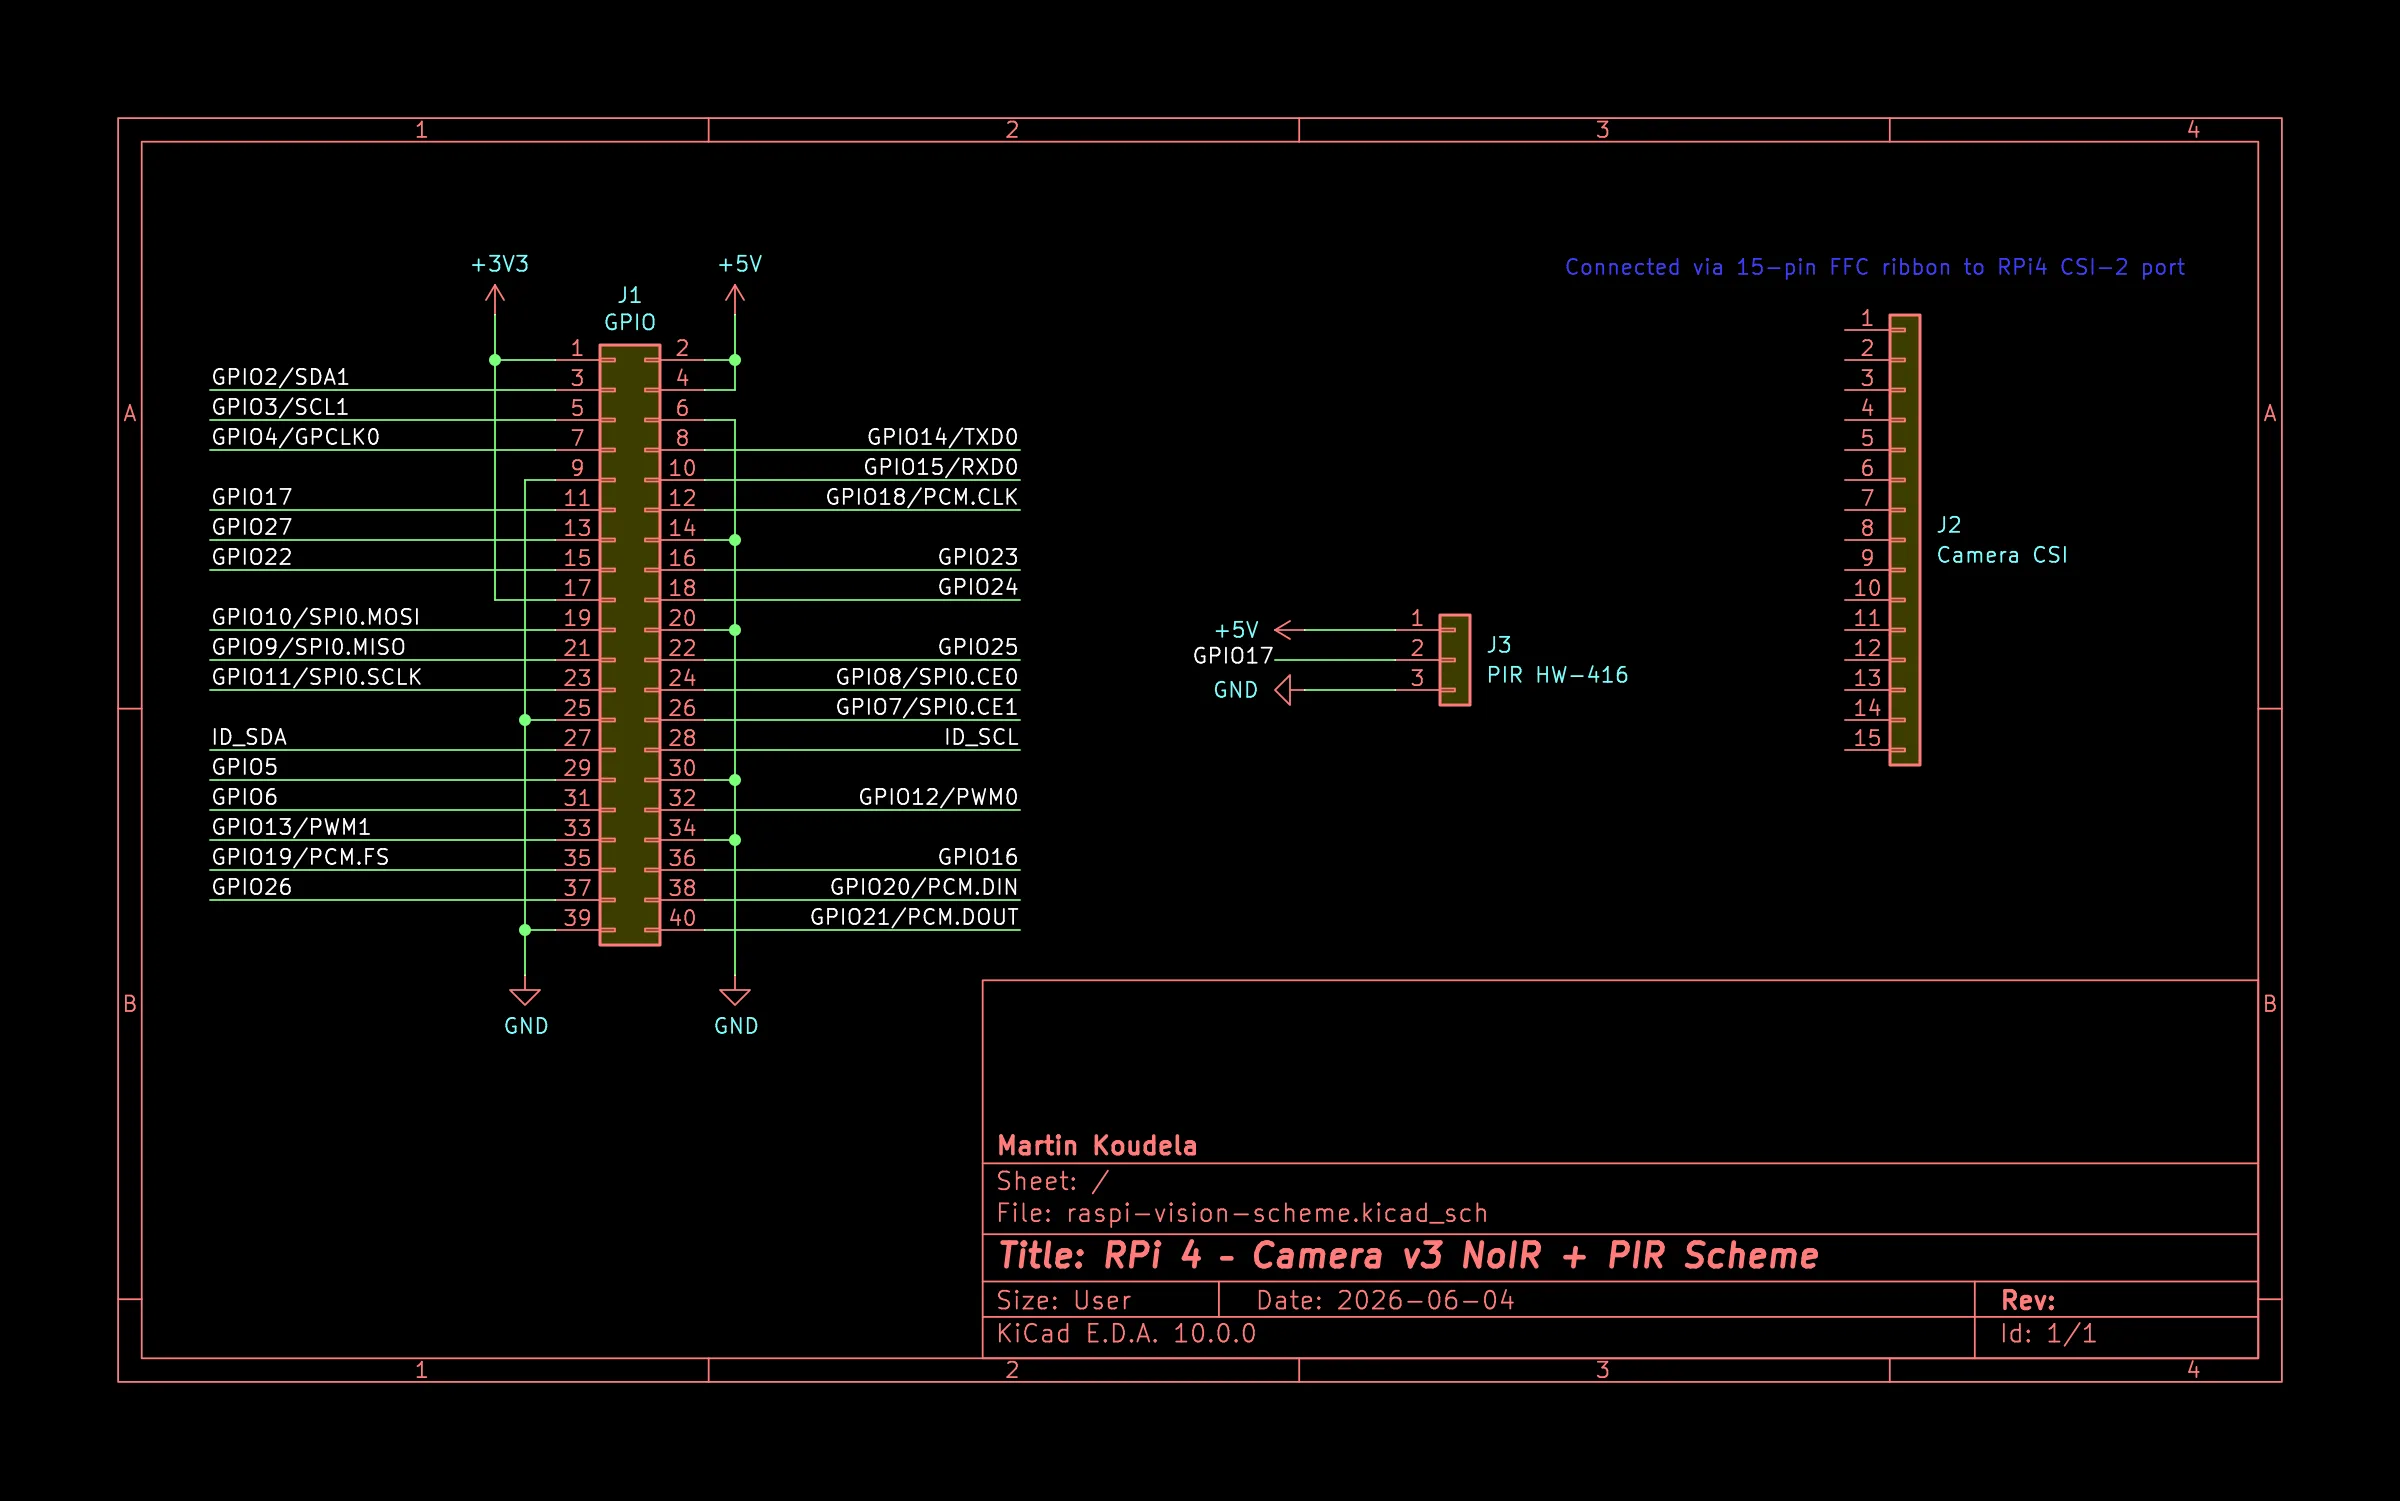 1 2 3 4
Connected via 15-pin FFC ribbon to RPi4 CSI-2 port
+3V3 +5V
J1
GPIO
1 2
GPIO2/SDA1 3 4
GPIO3/SCL1 5 6
GPIO4/GPCLK0 7 8 GPIO14/TXD0
9 10 GPIO15/RXD0
GPIO17 11 12 GPIO18/PCM.CLK
GPIO27 13 14
GPIO22 15 16 GPIO23
17 18 GPIO24
GPIO10/SPI0.MOSI 19 20
GPIO9/SPI0.MISO 21 22 GPIO25
GPIO11/SPI0.SCLK 23 24 GPIO8/SPI0.CE0
25 26 GPIO7/SPI0.CE1
ID_SDA 27 28 ID_SCL
GPIO5 29 30
GPIO6 31 32 GPIO12/PWM0
GPIO13/PWM1 33 34
GPIO19/PCM.FS 35 36 GPIO16
GPIO26 37 38 GPIO20/PCM.DIN
39 40 GPIO21/PCM.DOUT
GND GND
+5V 1
GPIO17 2
GND 3
J3
PIR HW-416
1
2
3
4
5
6
7
8
9
10
11
12
13
14
15
J2
Camera CSI
A A
B B
Martin Koudela
Sheet: /
File: raspi-vision-scheme.kicad_sch
Title: RPi 4 - Camera v3 NoIR + PIR Scheme
Size: User Date: 2026-06-04 Rev:
KiCad E.D.A. 10.0.0 Id: 1/1
1 2 3 4